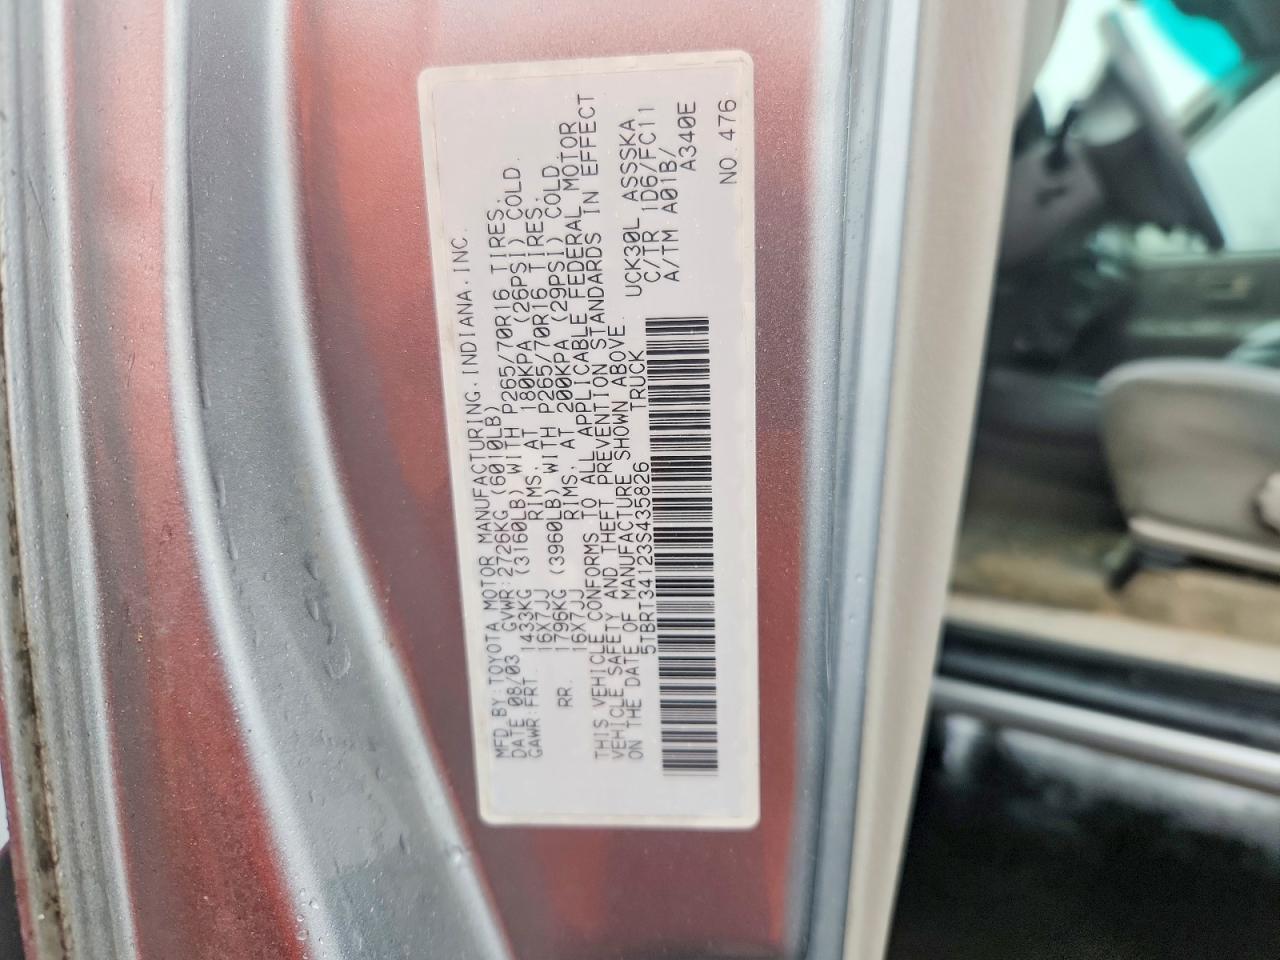 MFD.BY:TOYOTA MOTOR MANUFACTURING.INDIANA.INC.
DATE 08/03 GVWR:2726KG(6010LB)
GAWR:FRT 1433KG (3160LB)WITH P265/70R16 TIRES.
16X7JJ RIMS. AT 180KPA (26PSI) COLD
RR. 1796KG (3960LB)WITH P265/70R16 TIRES.
16X7JJ RIMS. AT 200KPA (29PSI) COLD.
THIS VEHICLE CONFORMS TO ALL APPLICABLE FEDERAL MOTOR
VEHICLE SAFETY AND THEFT PREVENTION STANDARDS IN EFFECT
ON THE DATE OF MANUFACTURE SHOWN ABOVE.
5TBRT34123S435826 TRUCK
UCK30L ASSSKA
C/TR 1D6/FC11
A/TM A01B/
A340E
NO. 476